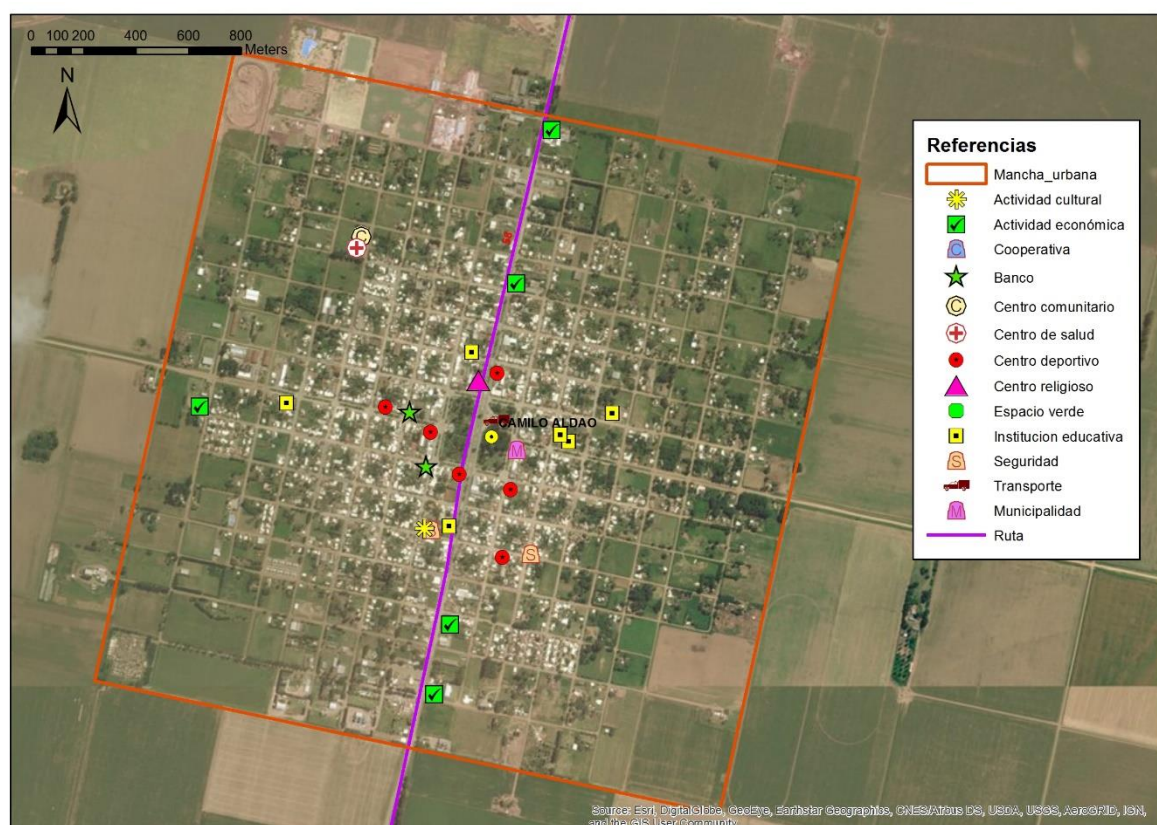 0 100 200 400 600 800
Meters
N
CAMILO ALDAO
Referencias
Mancha_urbana
Actividad cultural
Actividad económica
C Cooperativa
Banco
C Centro comunitario
Centro de salud
Centro deportivo
Centro religioso
Espacio verde
Institucion educativa
S Seguridad
Transporte
M Municipalidad
Ruta
C
M
S
S
Source: Esri, DigitalGlobe, GeoEye, Earthstar Geographics, CNES/Airbus DS, USDA, USGS, AeroGRID, IGN,
and the GIS User Community